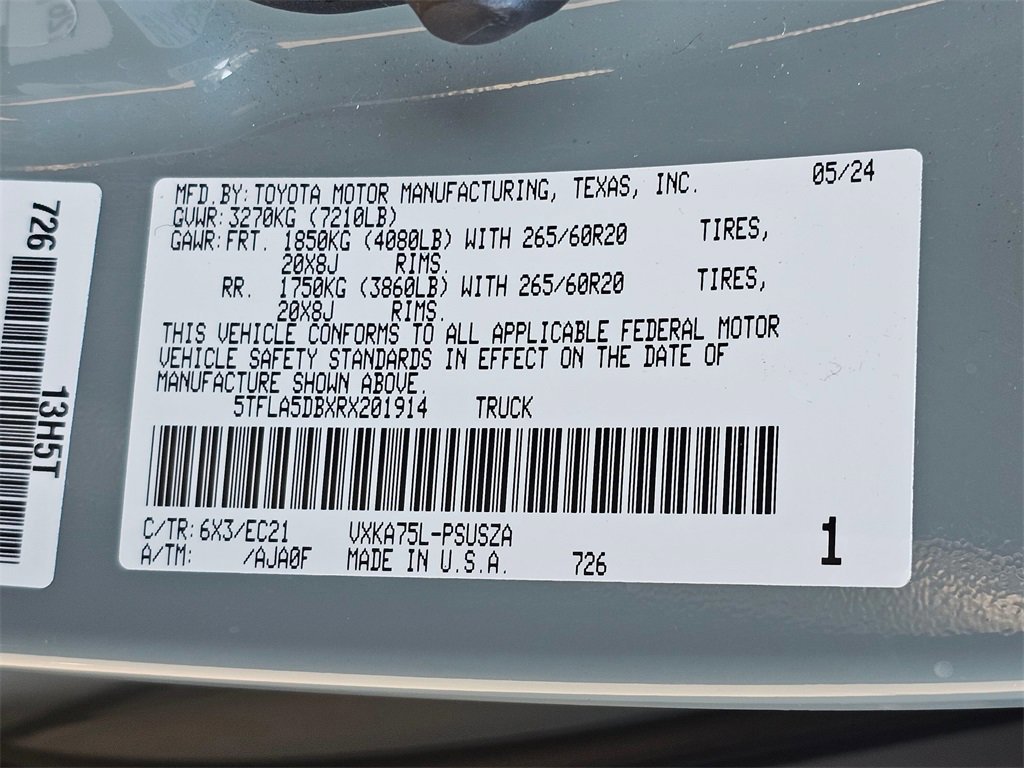 MFD.BY: TOYOTA MOTOR MANUFACTURING, TEXAS, INC. 05/24
GVWR: 3270KG (7210LB)
GAWR: FRT. 1850KG (4080LB) WITH 265/60R20 TIRES,
20X8J RIMS.
RR. 1750KG (3860LB) WITH 265/60R20 TIRES,
20X8J RIMS.
THIS VEHICLE CONFORMS TO ALL APPLICABLE FEDERAL MOTOR
VEHICLE SAFETY STANDARDS IN EFFECT ON THE DATE OF
MANUFACTURE SHOWN ABOVE.
5TFLA5DBXRX201914 TRUCK
C/TR: 6X3/EC21 VXKA75L-PSUSZA
A/TM: /AJA0F MADE IN U.S.A. 726
1
726
13H5T